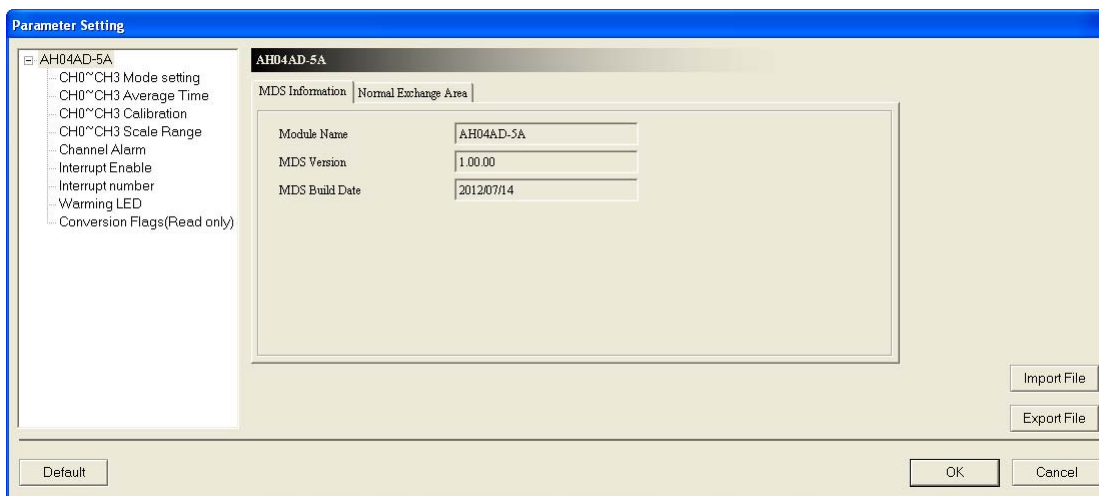 Parameter Setting
AH04AD-5A
CH0~CH3 Mode setting
CH0~CH3 Average Time
CH0~CH3 Calibration
CH0~CH3 Scale Range
Channel Alarm
Interrupt Enable
Interrupt number
Warming LED
Conversion Flags(Read only)
AH04AD-5A
MDS Information Normal Exchange Area
Module Name AH04AD-5A
MDS Version 1.00.00
MDS Build Date 2012/07/14
Import File
Export File
Default OK Cancel